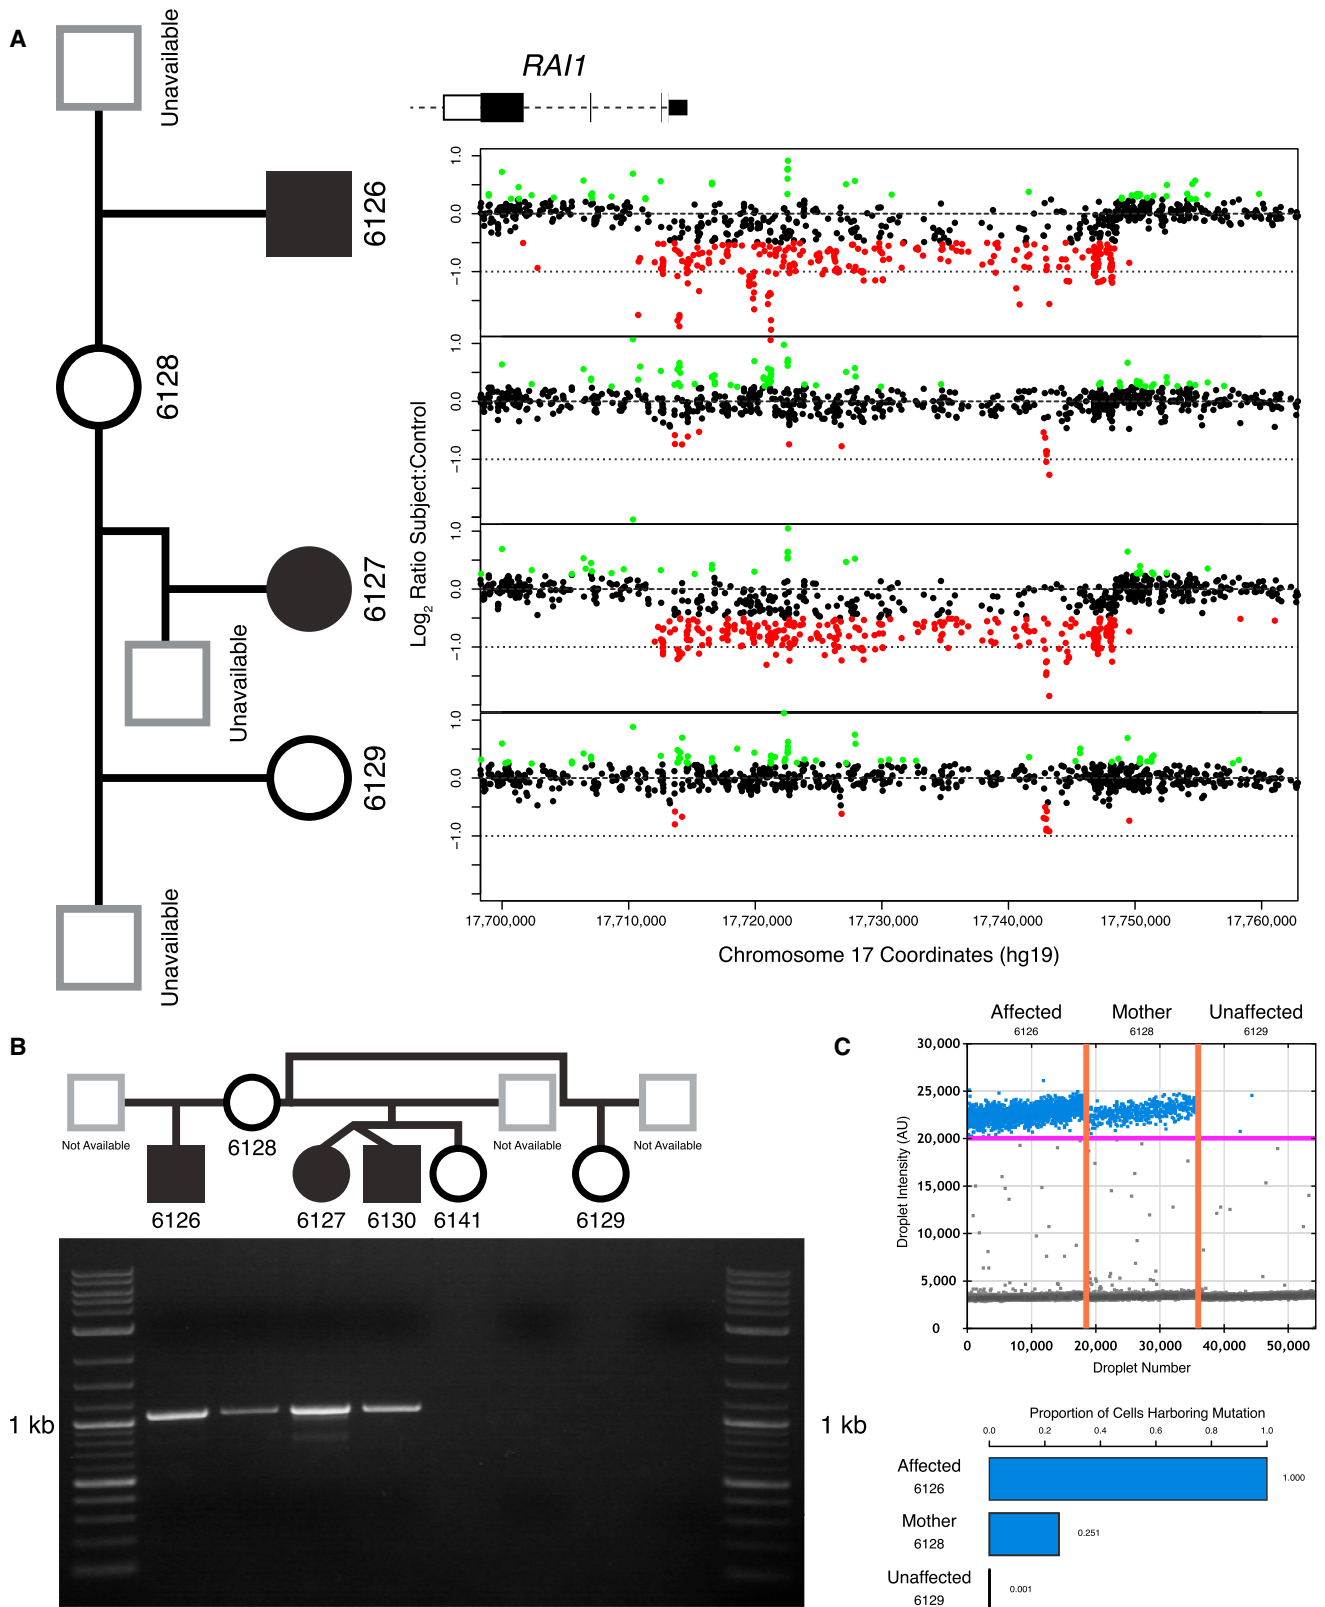 A
Unavailable
6126
6128
6127
Unavailable
6129
Unavailable
RAI1
Log2 Ratio Subject:Control
1.0
0.0
−1.0
1.0
0.0
−1.0
1.0
0.0
−1.0
1.0
0.0
−1.0
17,700,000 17,710,000 17,720,000 17,730,000 17,740,000 17,750,000 17,760,000
Chromosome 17 Coordinates (hg19)
B
Not Available
6128
Not Available
Not Available
6126
6127
6130
6141
6129
1 kb
1 kb
C
Affected Mother Unaffected
6126 6128 6129
Droplet Intensity (AU)
30,000
25,000
20,000
15,000
10,000
5,000
0
0 10,000 20,000 30,000 40,000 50,000
Droplet Number
Proportion of Cells Harboring Mutation
0.0 0.2 0.4 0.6 0.8 1.0
Affected
6126
1.000
Mother
6128
0.251
Unaffected
6129
0.001